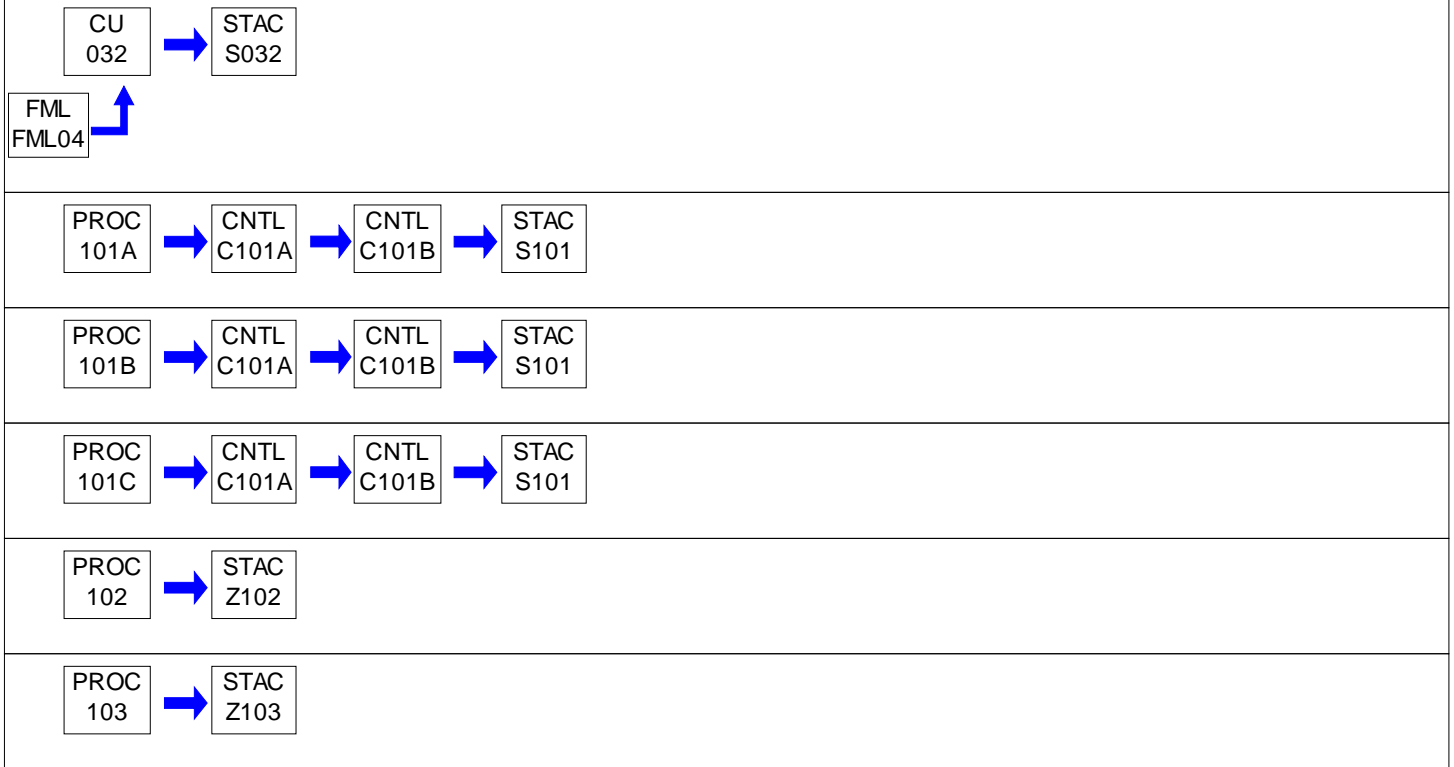 CU
032
STAC
S032
FML
FML04
PROC
101A
CNTL
C101A
CNTL
C101B
STAC
S101
PROC
101B
CNTL
C101A
CNTL
C101B
STAC
S101
PROC
101C
CNTL
C101A
CNTL
C101B
STAC
S101
PROC
102
STAC
Z102
PROC
103
STAC
Z103